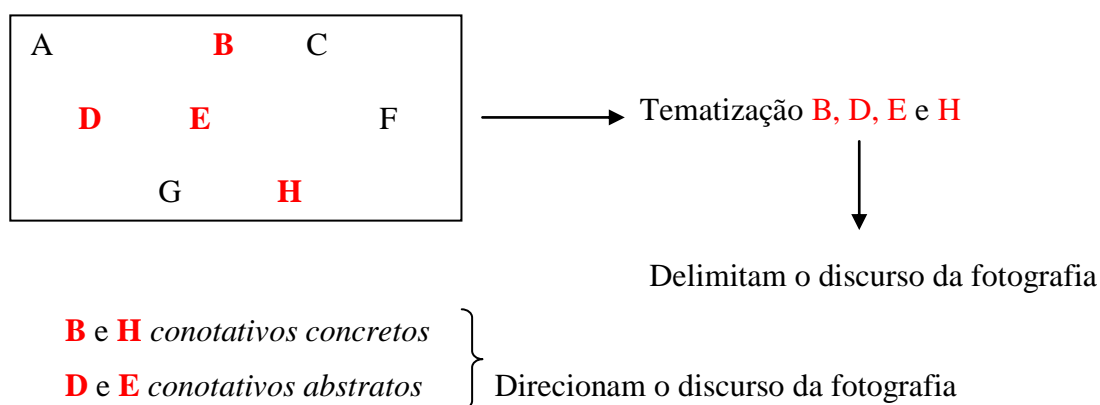 A B C
D E F
G H
Tematização B, D, E e H
Delimitam o discurso da fotografia
B e H conotativos concretos
D e E conotativos abstratos
Direcionam o discurso da fotografia